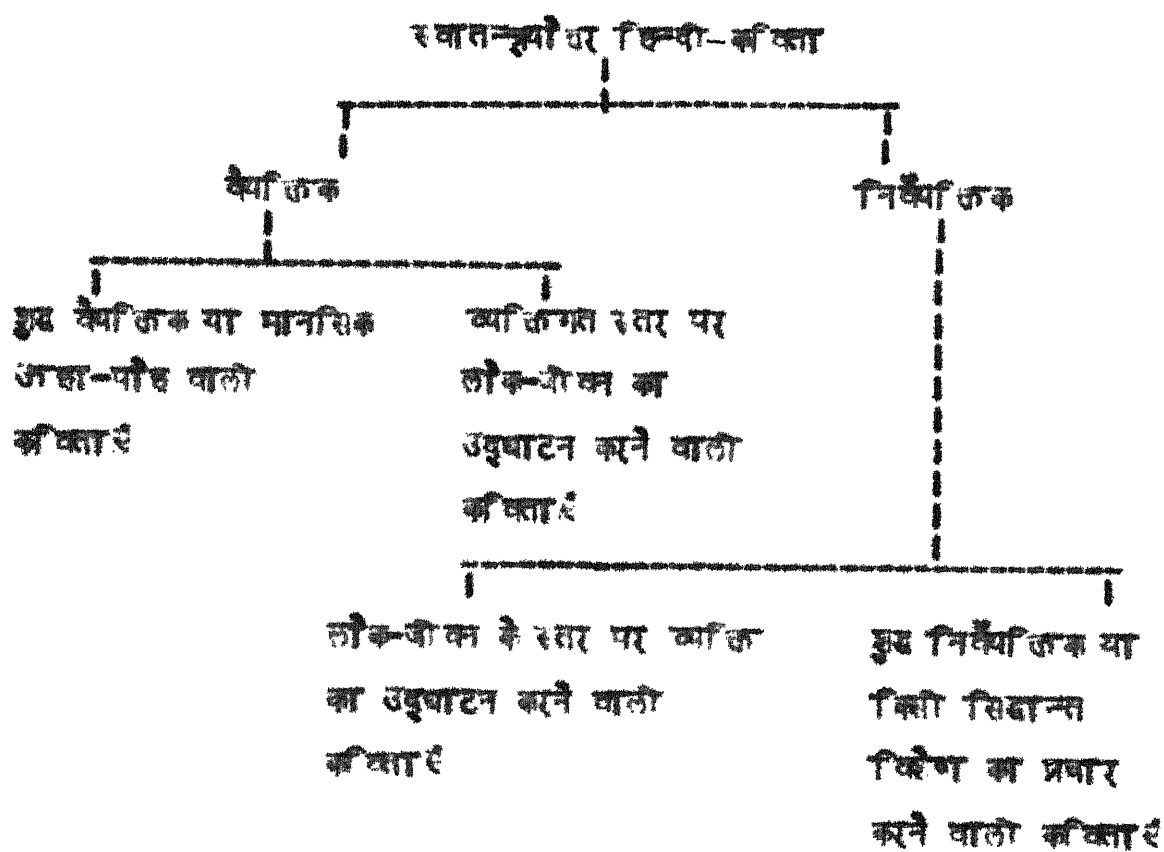 स्वातन्त्र्योत्तर हिन्दी-कविता
वैयक्तिक
निर्वैयक्तिक
शुद्ध वैयक्तिक या मानसिक
ऊहा-पोह वाली
कविताएँ
व्यक्तिगत स्तर पर
लोक-जीवन का
उद्घाटन करने वाली
कविताएँ
लोक-जीवन के स्तर पर व्यक्ति
का उद्घाटन करने वाली
कविताएँ
शुद्ध निर्वैयक्तिक या
किसी सिद्धान्त
विशेष का प्रचार
करने वाली कविताएँ